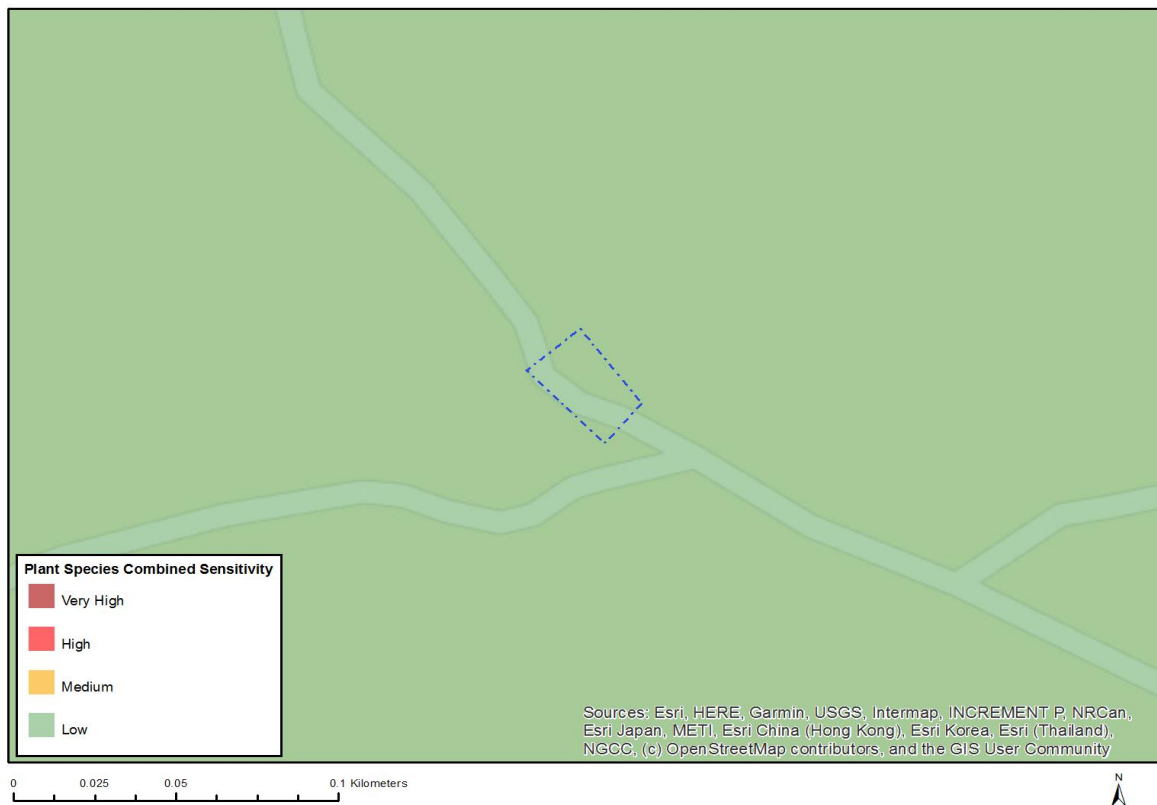 Plant Species Combined Sensitivity
Very High
High
Medium
Low
Sources: Esri, HERE, Garmin, USGS, Intermap, INCREMENT P, NRCan,
Esri Japan, METI, Esri China (Hong Kong), Esri Korea, Esri (Thailand),
NGCC, (c) OpenStreetMap contributors, and the GIS User Community
0 0.025 0.05 0.1 Kilometers
N